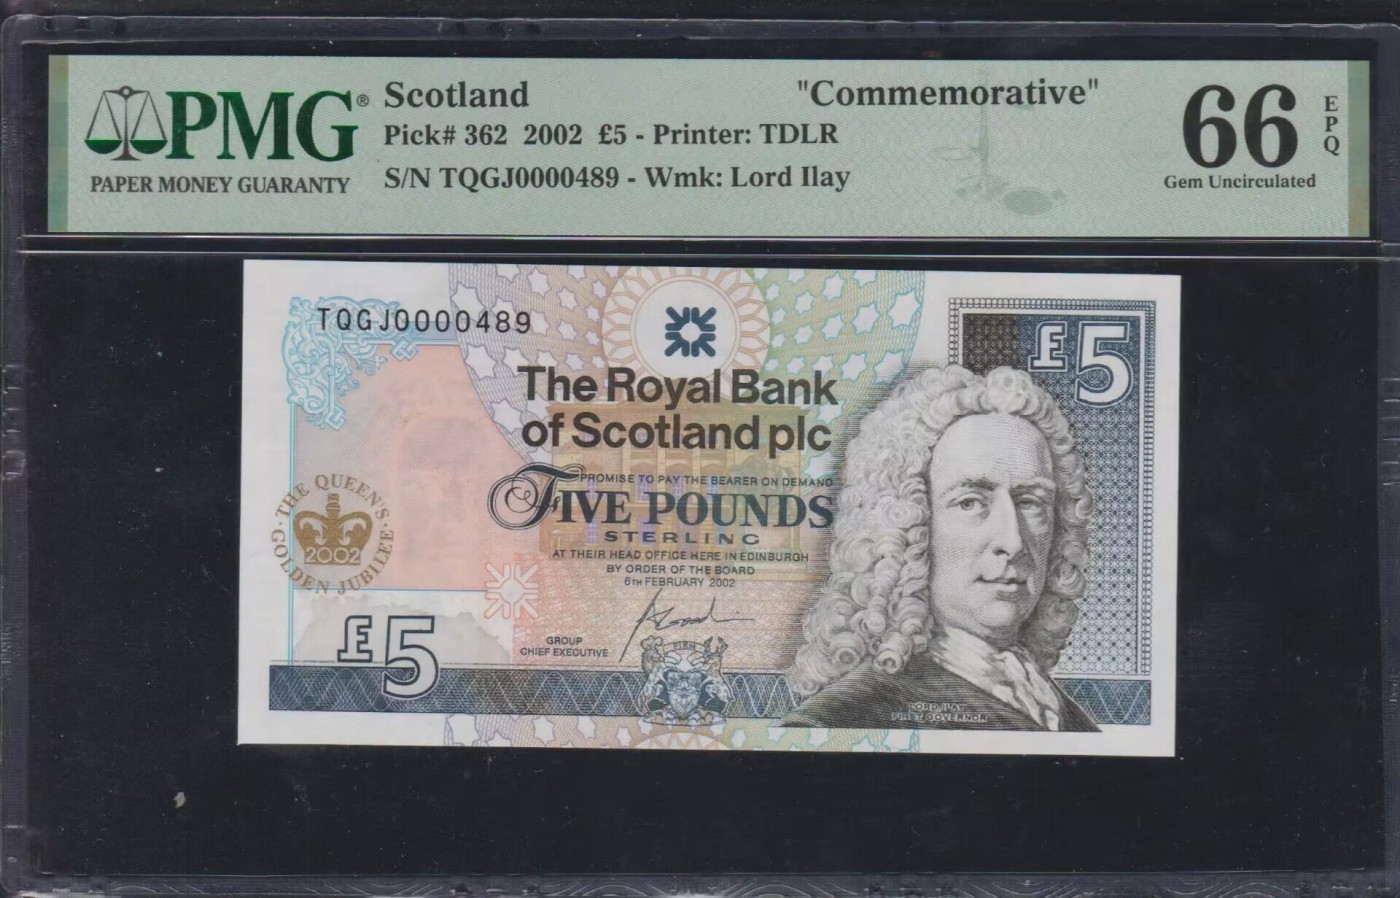 PMG®
PAPER MONEY GUARANTY
Scotland "Commemorative"
Pick# 362 2002 £5 - Printer: TDLR
S/N TQGJ0000489 - Wmk: Lord Ilay
66 EPQ
Gem Uncirculated
TQGJ0000489
£5
The Royal Bank
of Scotland plc
PROMISE TO PAY THE BEARER ON DEMAND
FIVE POUNDS
STERLING
AT THEIR HEAD OFFICE HERE IN EDINBURGH
BY ORDER OF THE BOARD
6TH FEBRUARY 2002
THE QUEEN'S
2002
GOLDEN JUBILEE
£5
GROUP
CHIEF EXECUTIVE
FIRM
LORD ILAY
FIRST GOVERNOR